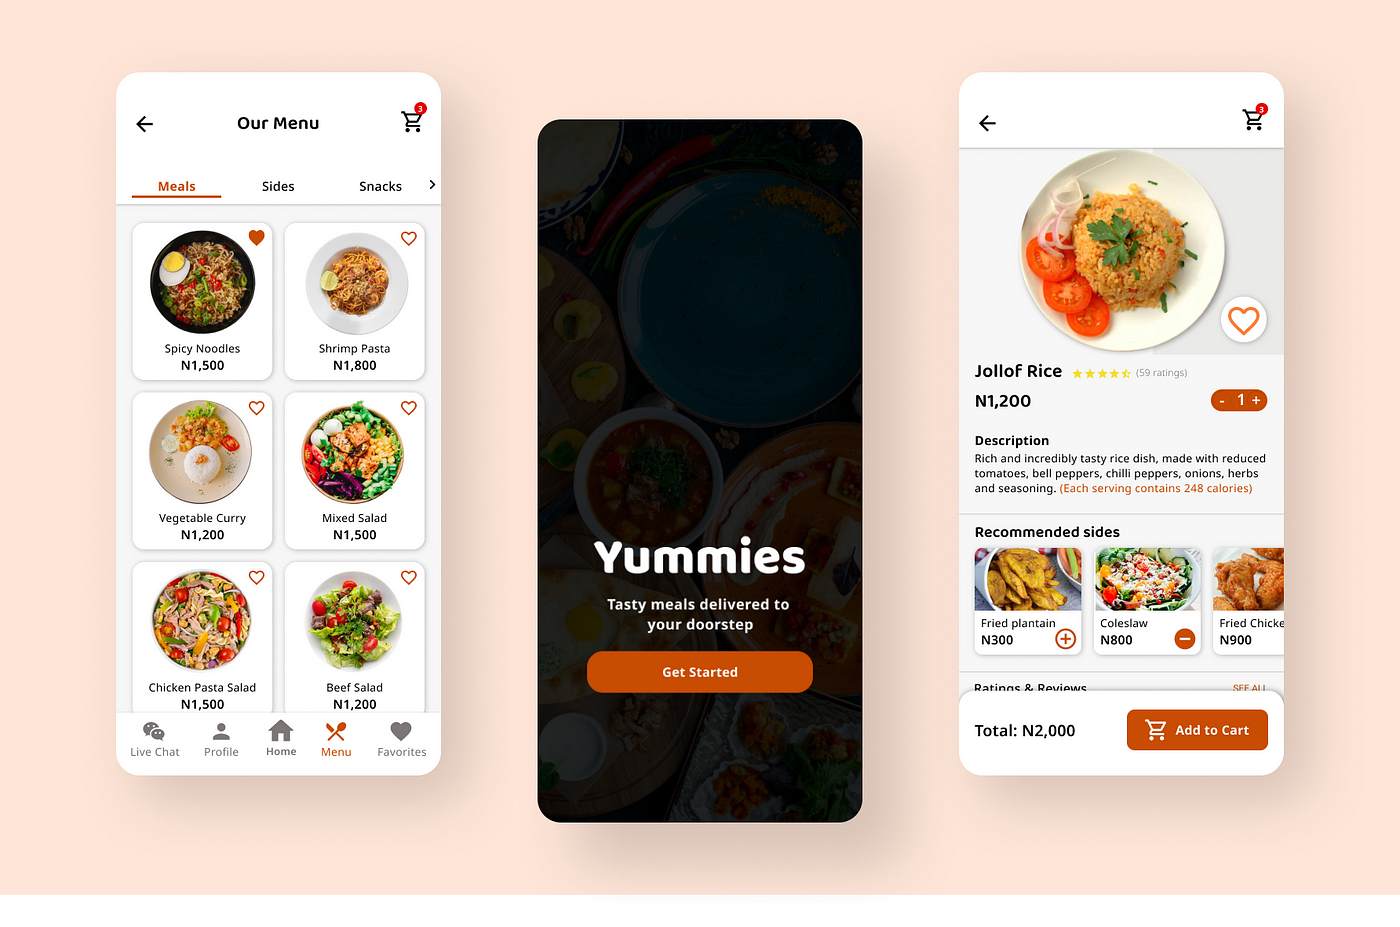 Our Menu
3
Meals
Sides
Snacks
Spicy Noodles
N1,500
Shrimp Pasta
N1,800
Vegetable Curry
N1,200
Mixed Salad
N1,500
Chicken Pasta Salad
N1,500
Beef Salad
N1,200
Live Chat
Profile
Home
Menu
Favorites
Yummies
Tasty meals delivered to
your doorstep
Get Started
3
Jollof Rice
(59 ratings)
N1,200
- 1 +
Description
Rich and incredibly tasty rice dish, made with reduced
tomatoes, bell peppers, chilli peppers, onions, herbs
and seasoning. (Each serving contains 248 calories)
Recommended sides
Fried plantain
N300
Coleslaw
N800
Fried Chicke
N900
Ratings & Reviews
SEE ALL
Total: N2,000
Add to Cart